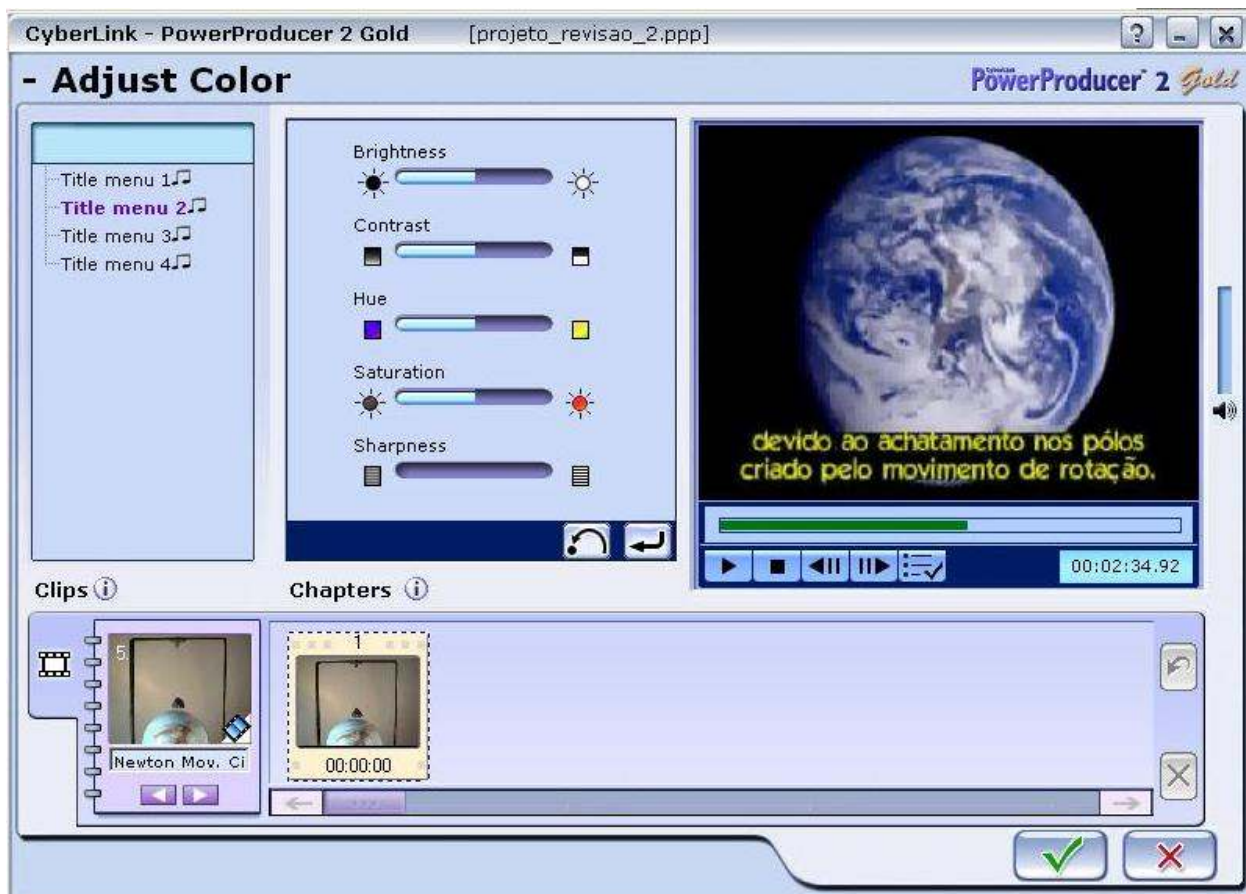 CyberLink - PowerProducer 2 Gold [projeto_revisao_2.ppp]
- Adjust Color
CyberLink
PowerProducer 2 Gold
Title menu 1
Title menu 2
Title menu 3
Title menu 4
Brightness
Contrast
Hue
Saturation
Sharpness
devido ao achatamento nos pólos
criado pelo movimento de rotação.
00:02:34.92
Clips
Chapters
5.
Newton Mov. Ci
1
00:00:00